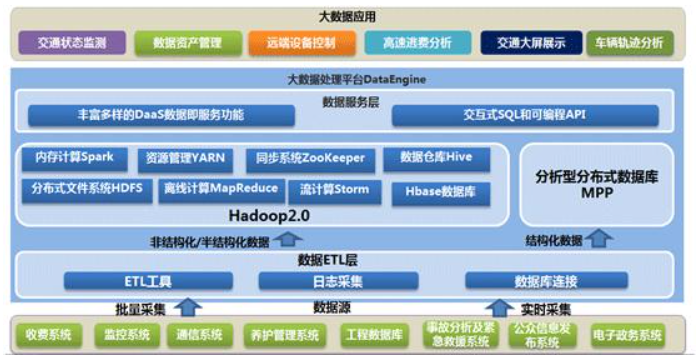 大数据应用
交通状态监测
数据资产管理
远端设备控制
高速逃费分析
交通大屏展示
车辆轨迹分析
大数据处理平台DataEngine
数据服务层
丰富多样的DaaS数据即服务功能
交互式SQL和可编程API
内存计算Spark
资源管理YARN
同步系统ZooKeeper
数据仓库Hive
分布式文件系统HDFS
离线计算MapReduce
流计算Storm
Hbase数据库
Hadoop2.0
分析型分布式数据库
MPP
非结构化/半结构化数据
结构化数据
数据ETL层
ETL工具
日志采集
数据库连接
批量采集
数据源
实时采集
收费系统
监控系统
通信系统
养护管理系统
工程数据库
事故分析及紧
急救援系统
公众信息发
布系统
电子政务系统